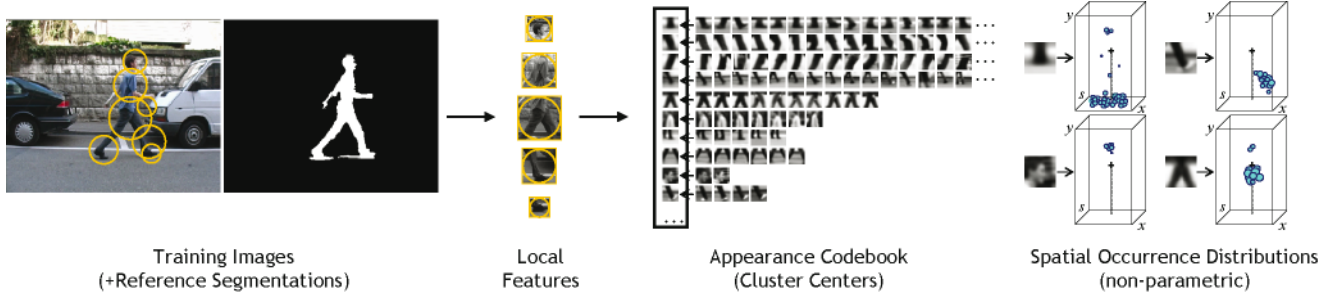 y
s
x
y
s
x
y
s
x
y
s
x
Training Images
(+Reference Segmentations)
Local
Features
Appearance Codebook
(Cluster Centers)
Spatial Occurrence Distributions
(non-parametric)